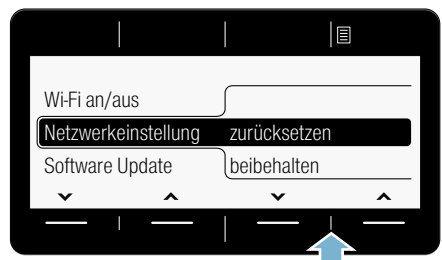 Wi-Fi an/aus
Netzwerkeinstellung zurücksetzen
Software Update beibehalten